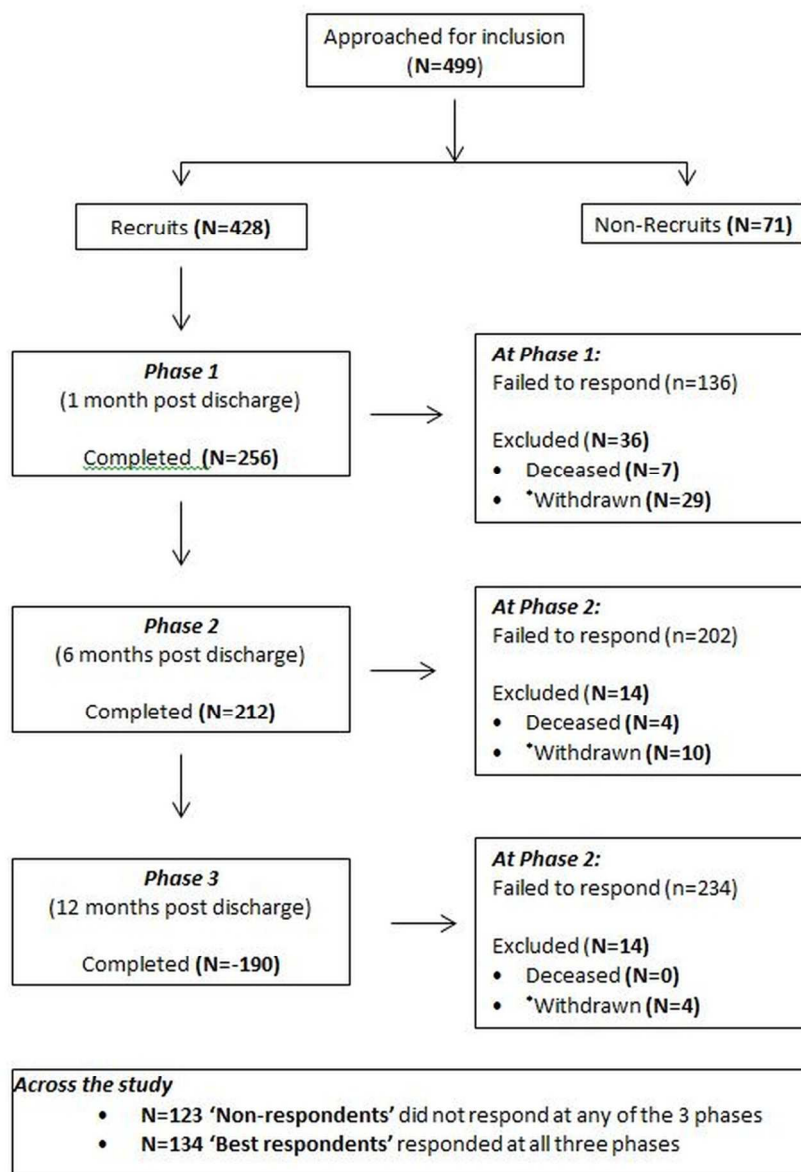 Approached for inclusion
(N=499)
Recruits (N=428)
Non-Recruits (N=71)
Phase 1
(1 month post discharge)
Completed (N=256)
At Phase 1:
Failed to respond (n=136)
Excluded (N=36)
• Deceased (N=7)
• *Withdrawn (N=29)
Phase 2
(6 months post discharge)
Completed (N=212)
At Phase 2:
Failed to respond (n=202)
Excluded (N=14)
• Deceased (N=4)
• *Withdrawn (N=10)
Phase 3
(12 months post discharge)
Completed (N=-190)
At Phase 2:
Failed to respond (n=234)
Excluded (N=14)
• Deceased (N=0)
• *Withdrawn (N=4)
Across the study
• N=123 ‘Non-respondents’ did not respond at any of the 3 phases
• N=134 ‘Best respondents’ responded at all three phases